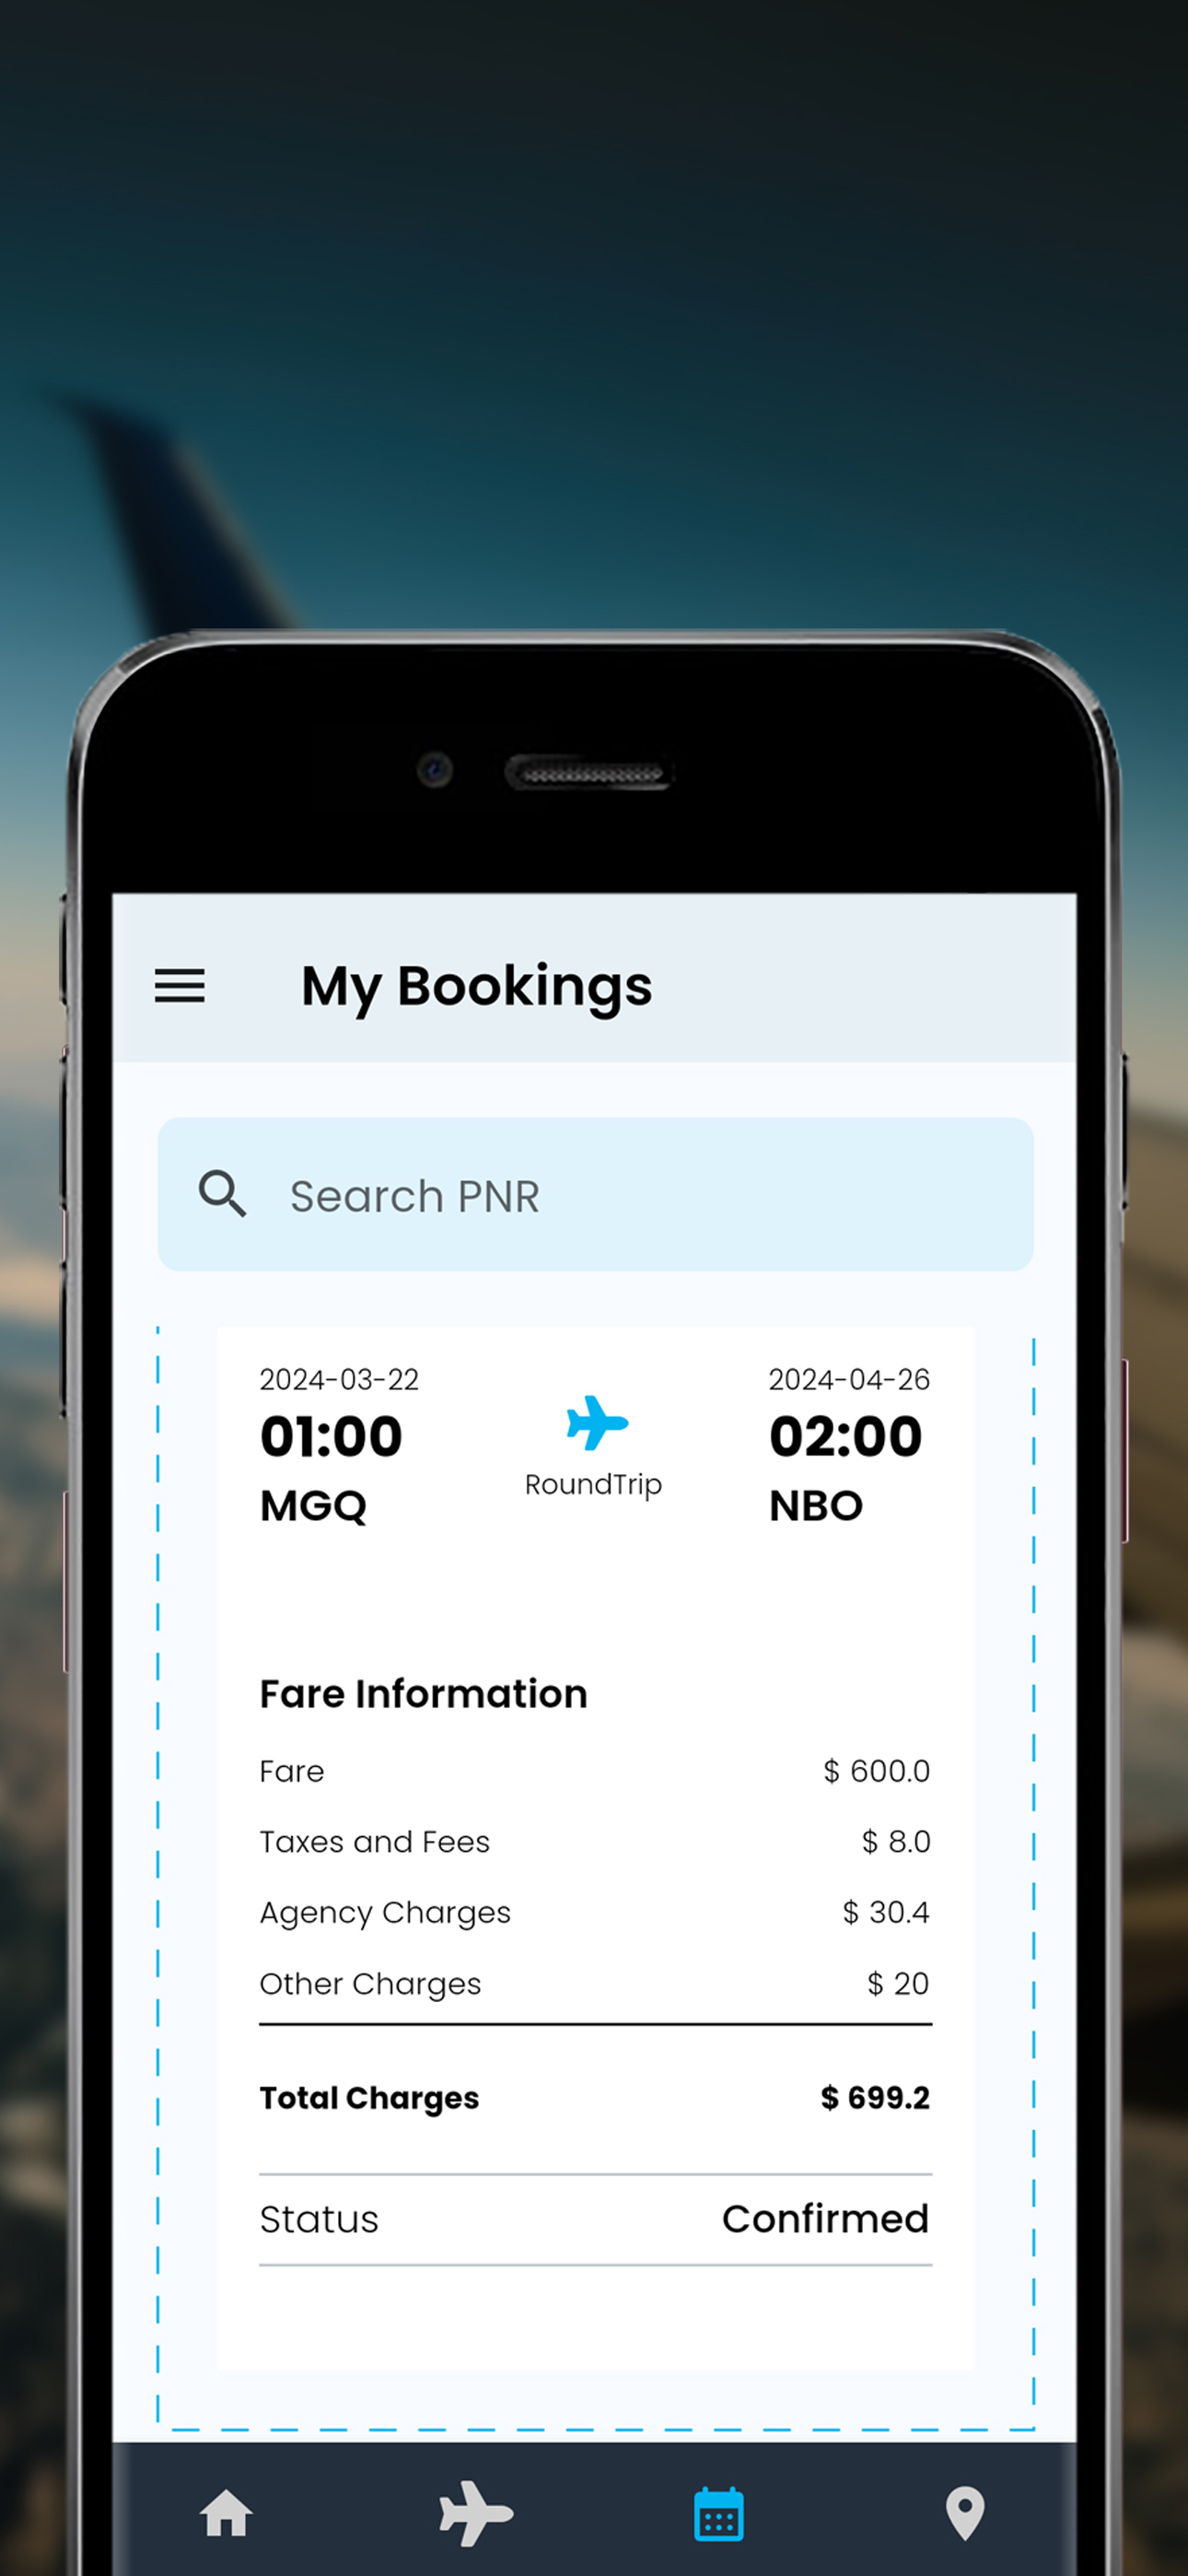 My Bookings
Search PNR
2024-03-22
01:00
MGQ
RoundTrip
2024-04-26
02:00
NBO
Fare Information
Fare $ 600.0
Taxes and Fees $ 8.0
Agency Charges $ 30.4
Other Charges $ 20
Total Charges $ 699.2
Status Confirmed